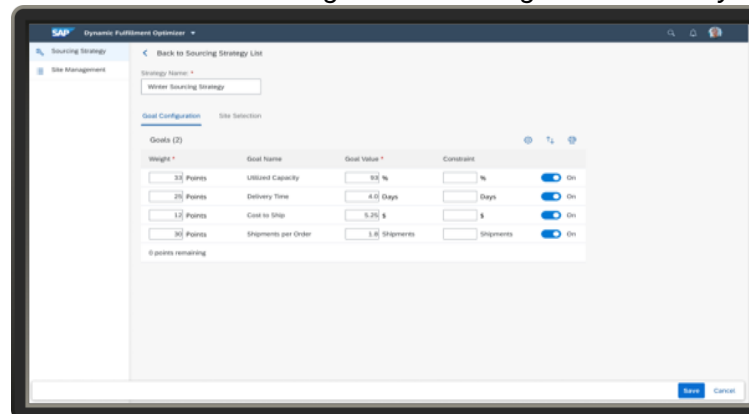 SAP Dynamic Fulfillment Optimizer
Sourcing Strategy
Site Management
Back to Sourcing Strategy List
Strategy Name: *
Winter Sourcing Strategy
Goal Configuration Site Selection
Goals (2)
Weight * Goal Name Goal Value * Constraint
33 Points Utilized Capacity 93 % % On
25 Points Delivery Time 4.0 Days Days On
12 Points Cost to Ship 5.25 $ $ On
30 Points Shipments per Order 1.8 Shipments Shipments On
0 points remaining
Save Cancel